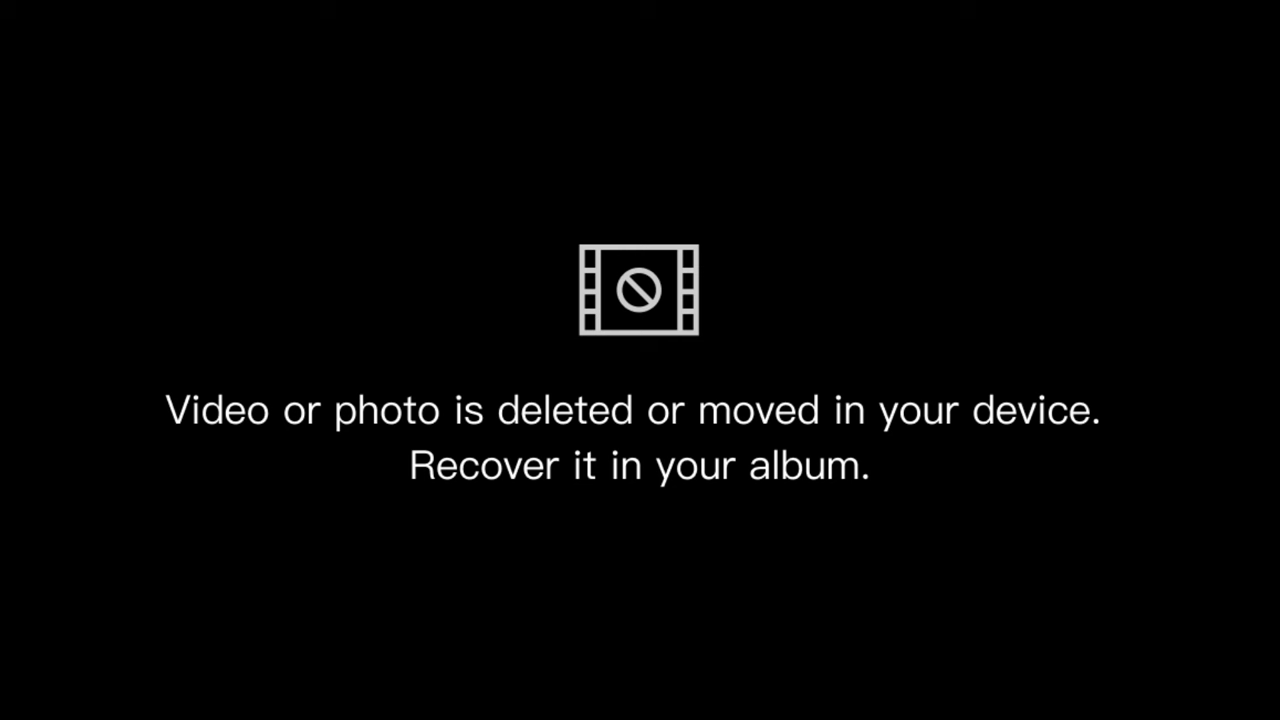 Video or photo is deleted or moved in your device.
Recover it in your album.